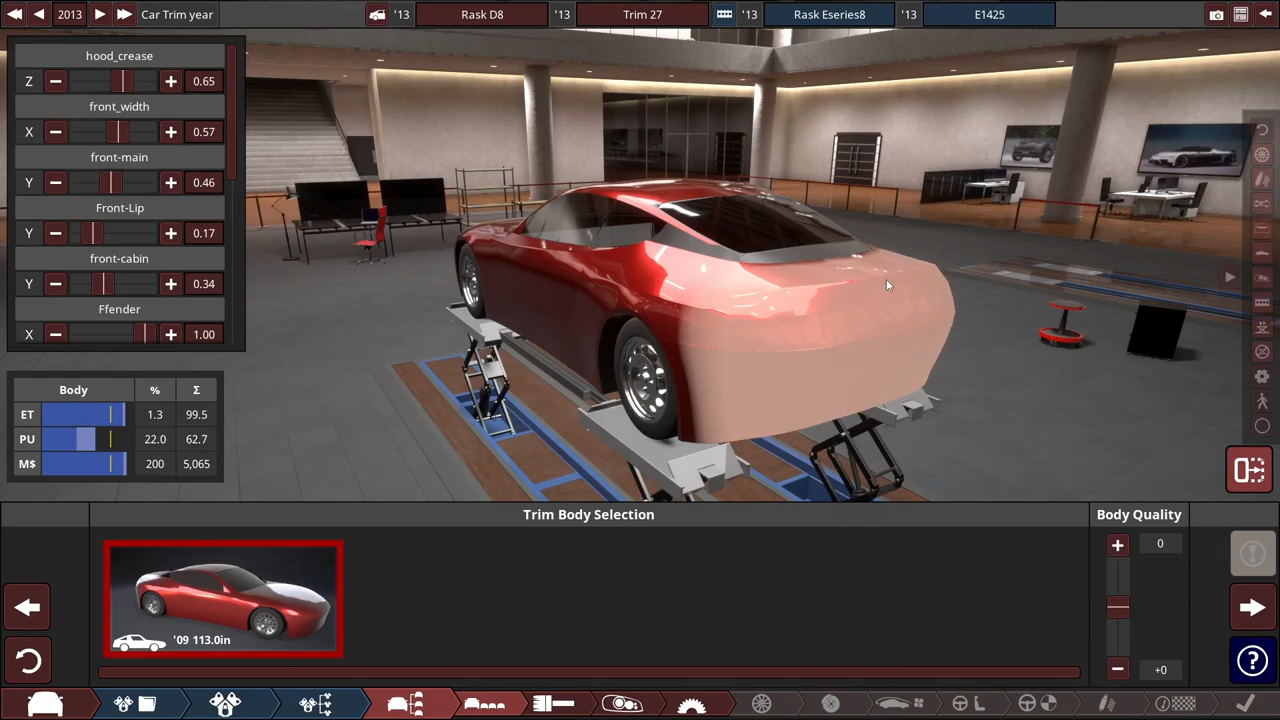 2013 Car Trim year '13 Rask D8 '13 Trim 27 '13 Rask Eseries8 '13 E1425
hood_crease
Z 0.65
front_width
X 0.57
front-main
Y 0.46
Front-Lip
Y 0.17
front-cabin
Y 0.34
Ffender
X 1.00
Body % Σ
ET 1.3 99.5
PU 22.0 62.7
M$ 200 5,065
Trim Body Selection
'09 113.0in
Body Quality
0
+0
?